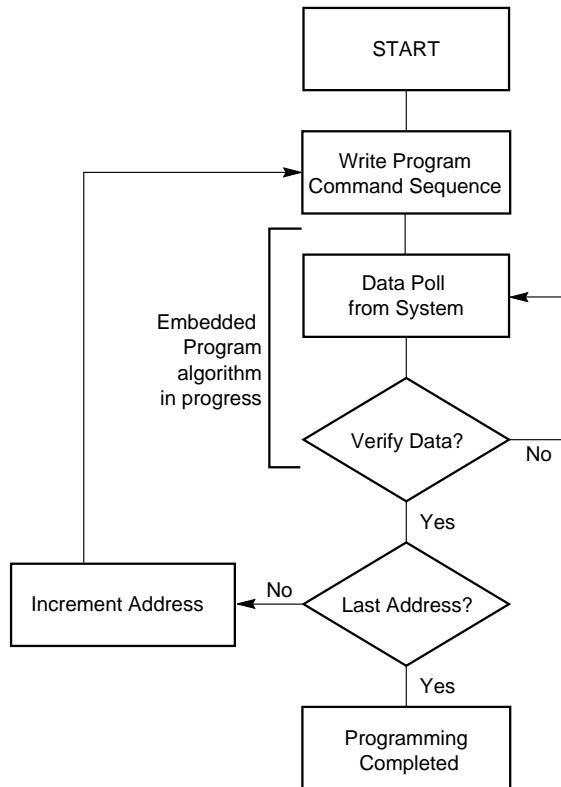 START
Write Program
Command Sequence
Data Poll
from System
Embedded
Program
algorithm
in progress
Verify Data?
No
Yes
Increment Address
No
Last Address?
Yes
Programming
Completed